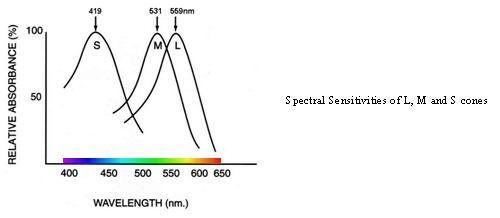 419 531 559nm
100
S M L
50
RELATIVE ABSORBANCE (%)
Spectral Sensitivities of L, M and S cones
400 450 500 550 600 650
WAVELENGTH (nm.)